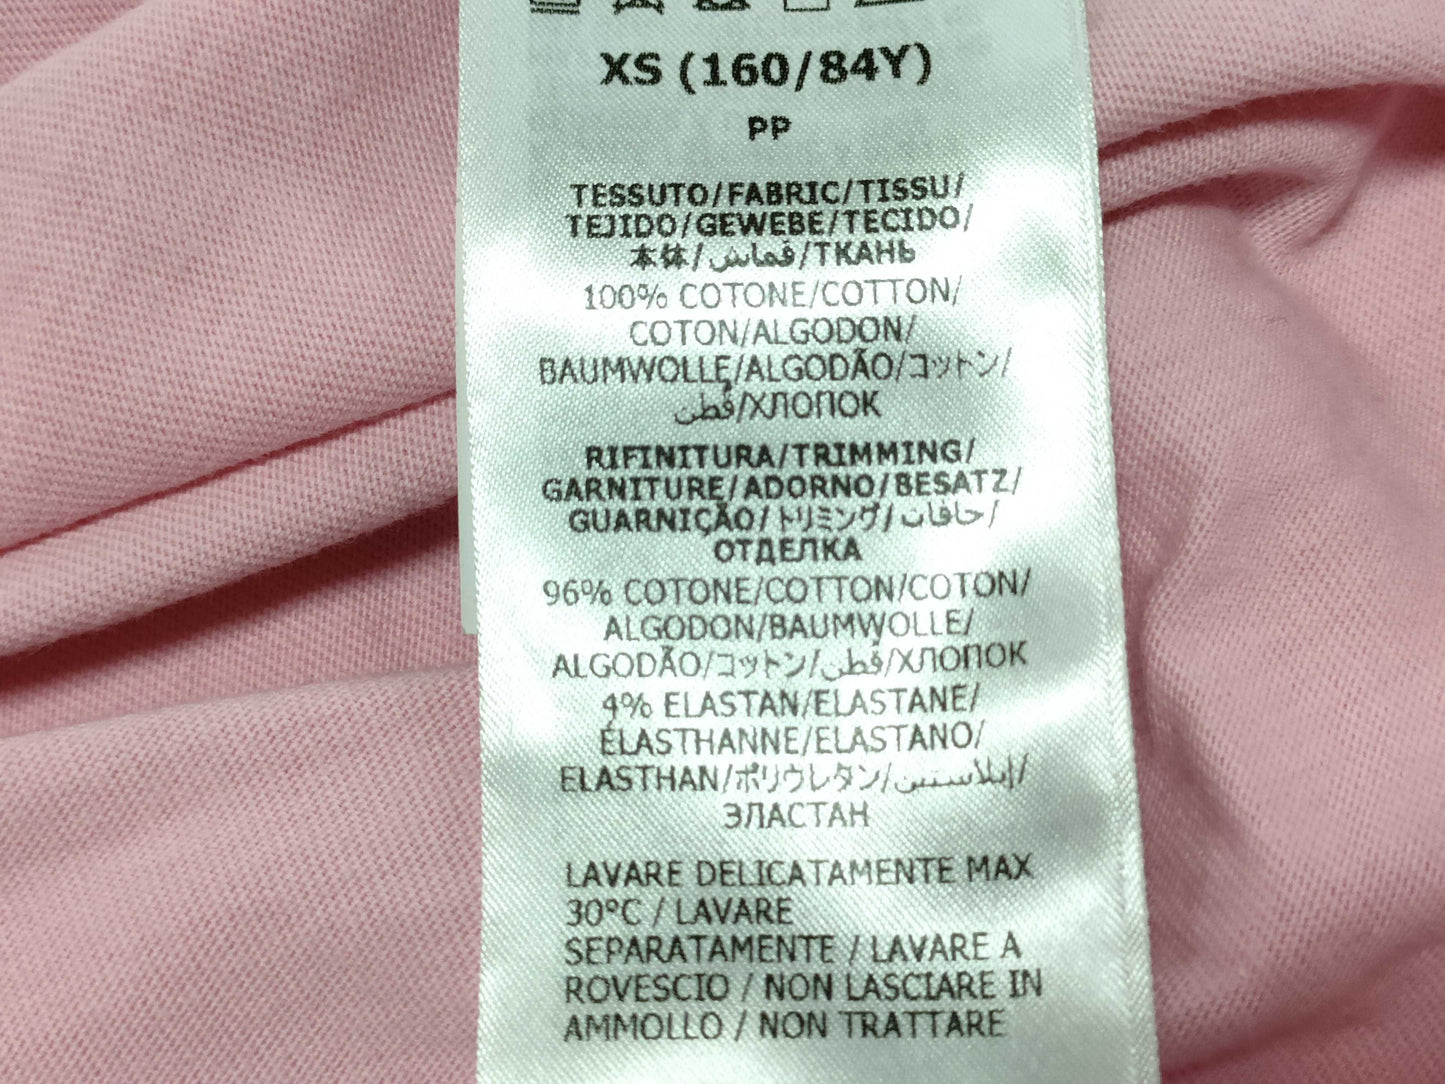 XS (160/84Y)
PP
TESSUTO/FABRIC/TISSU/
TEJIDO/GEWEBE/TECIDO/
本体/قماش/ТКАНЬ
100% COTONE/COTTON/
COTON/ALGODON/
BAUMWOLLE/ALGODÃO/コットン/
قطن/ХЛОПОК
RIFINITURA/TRIMMING/
GARNITURE/ADORNO/BESATZ/
GUARNIÇÃO/トリミング/حافات/
ОТДЕЛКА
96% COTONE/COTTON/COTON/
ALGODON/BAUMWOLLE/
ALGODÃO/コットン/قطن/ХЛОПОК
4% ELASTAN/ELASTANE/
ÉLASTHANNE/ELASTANO/
ELASTHAN/ポリウレタン/إيلاستين/
ЭЛАСТАН
LAVARE DELICATAMENTE MAX
30°C / LAVARE
SEPARATAMENTE / LAVARE A
ROVESCIO / NON LASCIARE IN
AMMOLLO / NON TRATTARE